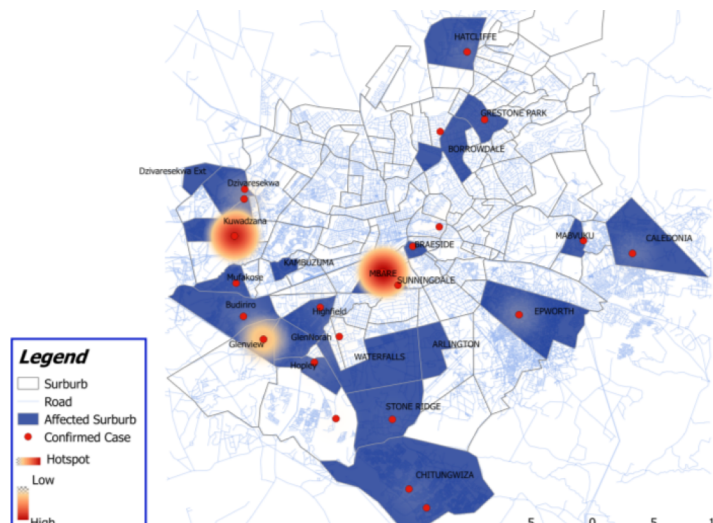 HATCLIFFE
GRESTONE PARK
BORROWDALE
Dzivaresekwa Ext
Dzivaresekwa
Kuwadzana
MABVUKU
CALEDONIA
BRAESIDE
KAMBUZUMA
MBARE
SUNNINGDALE
Mufakose
Budiriro
Highfield
EPWORTH
Glenview
GlenNorah
WATERFALLS
ARLINGTON
Hopley
STONE RIDGE
CHITUNGWIZA
Legend
Surburb
Road
Affected Surburb
Confirmed Case
Hotspot
Low
High
5 0 5 1